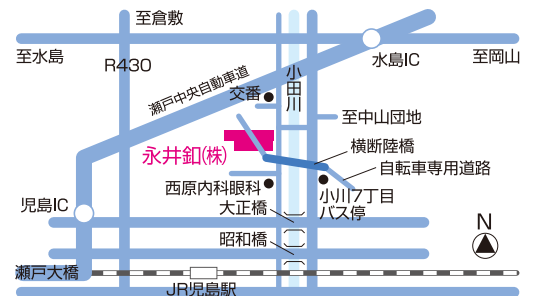 至倉敷
至水島
R430
瀬戸中央自動車道
水島IC
至岡山
小田川
交番
至中山団地
永井釦(株)
横断陸橋
自転車専用道路
西原内科眼科
小川7丁目
バス停
児島IC
大正橋
昭和橋
N
瀬戸大橋
JR児島駅